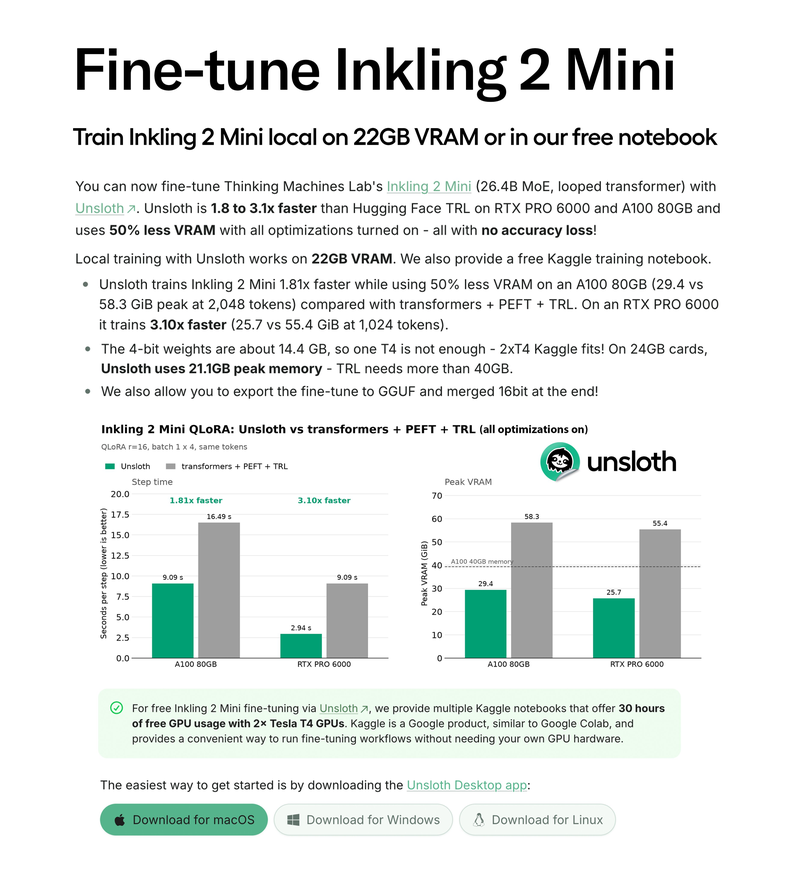 Fine-tune Inkling 2 Mini
Train Inkling 2 Mini local on 22GB VRAM or in our free notebook
You can now fine-tune Thinking Machines Lab's Inkling 2 Mini (26.4B MoE, looped transformer) with
Unsloth ↗. Unsloth is 1.8 to 3.1x faster than Hugging Face TRL on RTX PRO 6000 and A100 80GB and
uses 50% less VRAM with all optimizations turned on - all with no accuracy loss!
Local training with Unsloth works on 22GB VRAM. We also provide a free Kaggle training notebook.
• Unsloth trains Inkling 2 Mini 1.81x faster while using 50% less VRAM on an A100 80GB (29.4 vs
58.3 GiB peak at 2,048 tokens) compared with transformers + PEFT + TRL. On an RTX PRO 6000
it trains 3.10x faster (25.7 vs 55.4 GiB at 1,024 tokens).
• The 4-bit weights are about 14.4 GB, so one T4 is not enough - 2xT4 Kaggle fits! On 24GB cards,
Unsloth uses 21.1GB peak memory - TRL needs more than 40GB.
• We also allow you to export the fine-tune to GGUF and merged 16bit at the end!
Inkling 2 Mini QLoRA: Unsloth vs transformers + PEFT + TRL (all optimizations on)
QLoRA r=16, batch 1 x 4, same tokens
Unsloth transformers + PEFT + TRL
unsloth
Step time
Seconds per step (lower is better)
20.0
17.5
15.0
12.5
10.0
7.5
5.0
2.5
0.0
1.81x faster
3.10x faster
9.09 s
16.49 s
2.94 s
9.09 s
A100 80GB
RTX PRO 6000
Peak VRAM
Peak VRAM (GiB)
70
60
50
40
30
20
10
0
A100 40GB memory
29.4
58.3
25.7
55.4
A100 80GB
RTX PRO 6000
For free Inkling 2 Mini fine-tuning via Unsloth ↗, we provide multiple Kaggle notebooks that offer 30 hours
of free GPU usage with 2× Tesla T4 GPUs. Kaggle is a Google product, similar to Google Colab, and
provides a convenient way to run fine-tuning workflows without needing your own GPU hardware.
The easiest way to get started is by downloading the Unsloth Desktop app:
Download for macOS
Download for Windows
Download for Linux